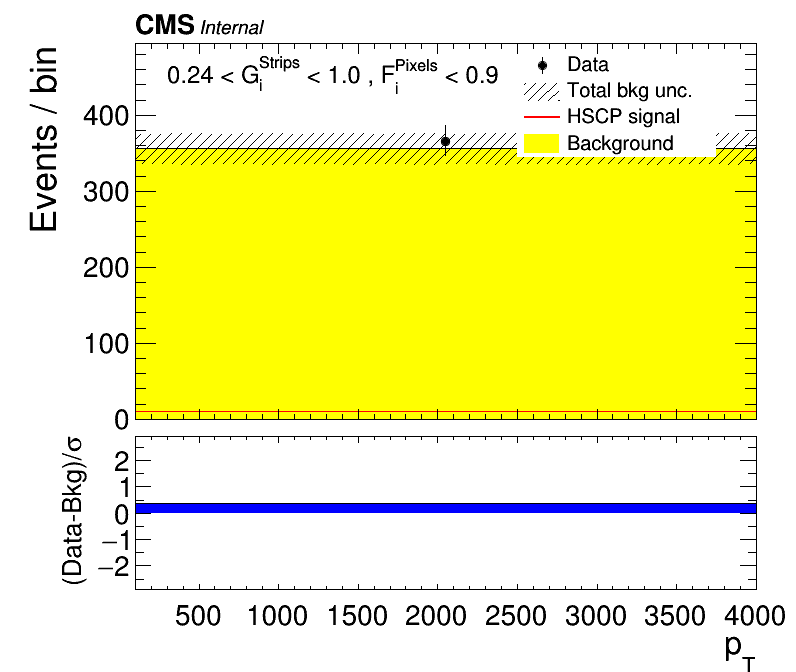 CMS Internal
0.24 < G_i^Strips < 1.0 , F_i^Pixels < 0.9
Data
Total bkg unc.
HSCP signal
Background
Events / bin
400
300
200
100
0
(Data-Bkg)/σ
2
1
0
−1
−2
500 1000 1500 2000 2500 3000 3500 4000
p_T